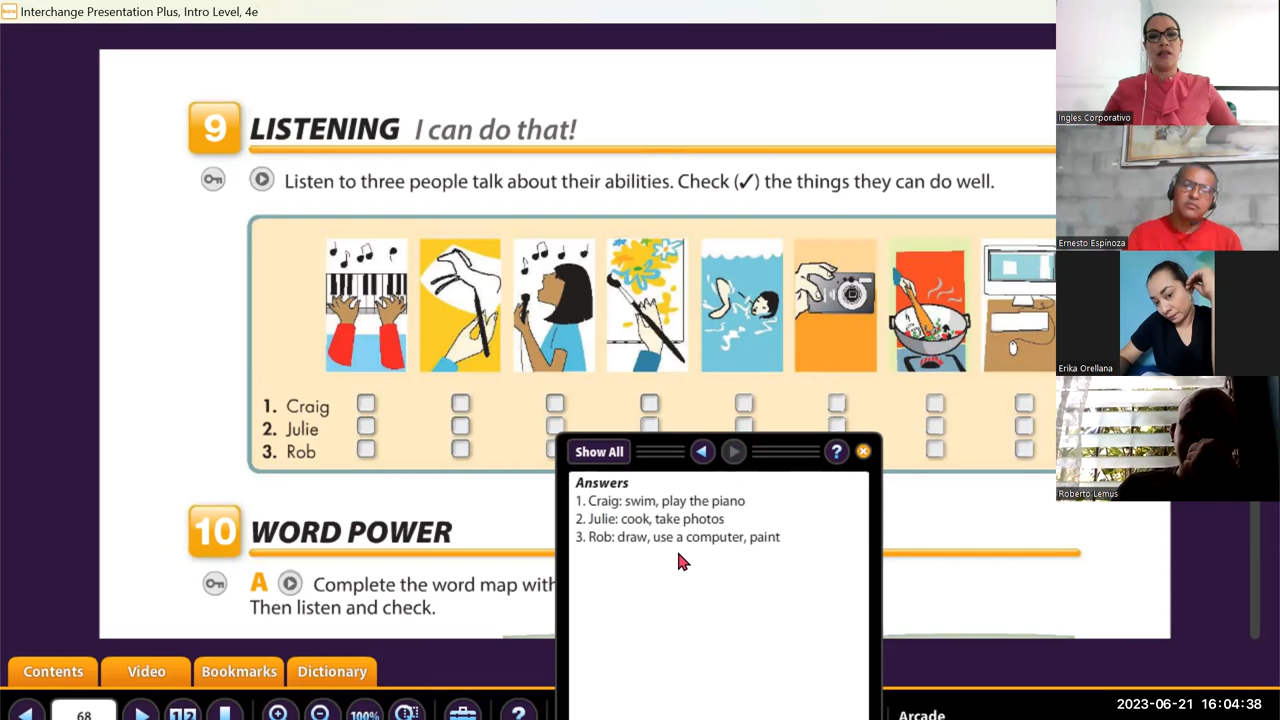 Interchange Presentation Plus, Intro Level, 4e
9 LISTENING I can do that!
Listen to three people talk about their abilities. Check (✓) the things they can do well.
1. Craig
2. Julie
3. Rob
10 WORD POWER
A Complete the word map with
Then listen and check.
Show All
?
Answers
1. Craig: swim, play the piano
2. Julie: cook, take photos
3. Rob: draw, use a computer, paint
Ingles Corporativo
Ernesto Espinoza
Erika Orellana
Roberto Lemus
Contents
Video
Bookmarks
Dictionary
68
12
100%
?
Arcade
2023-06-21 16:04:38